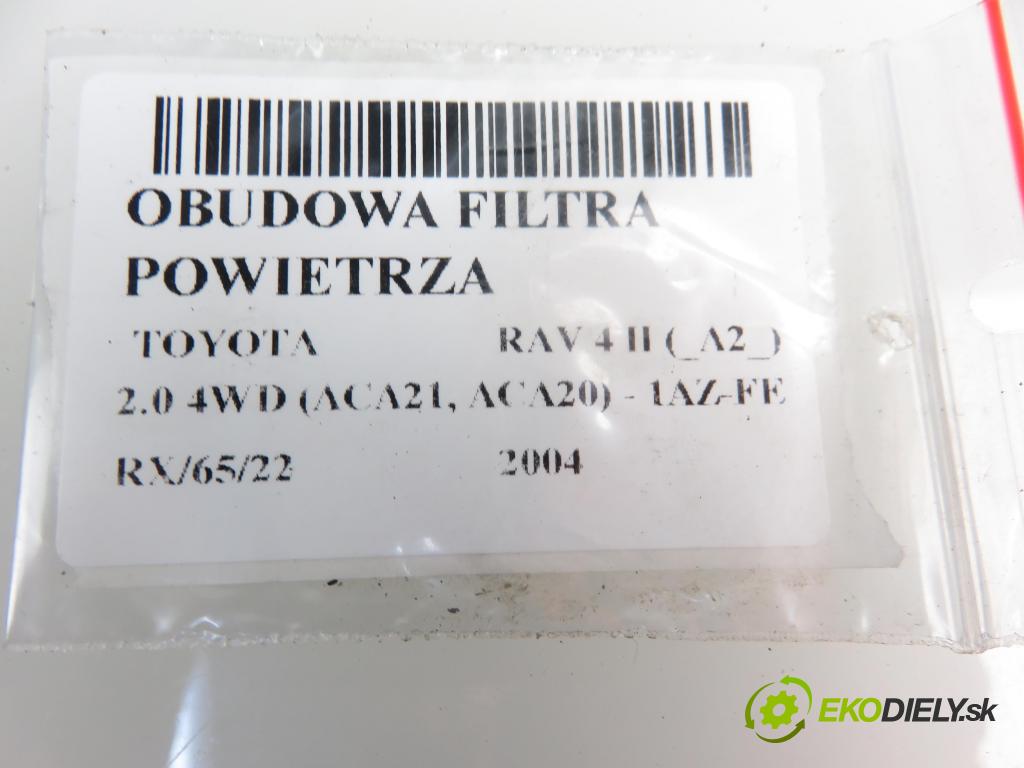 OBUDOWA FILTRA
POWIETRZA
TOYOTA RAV 4 II (_A2_)
2.0 4WD (ACA21, ACA20) - 1AZ-FE
RX/65/22 2004
EKODIELY.sk